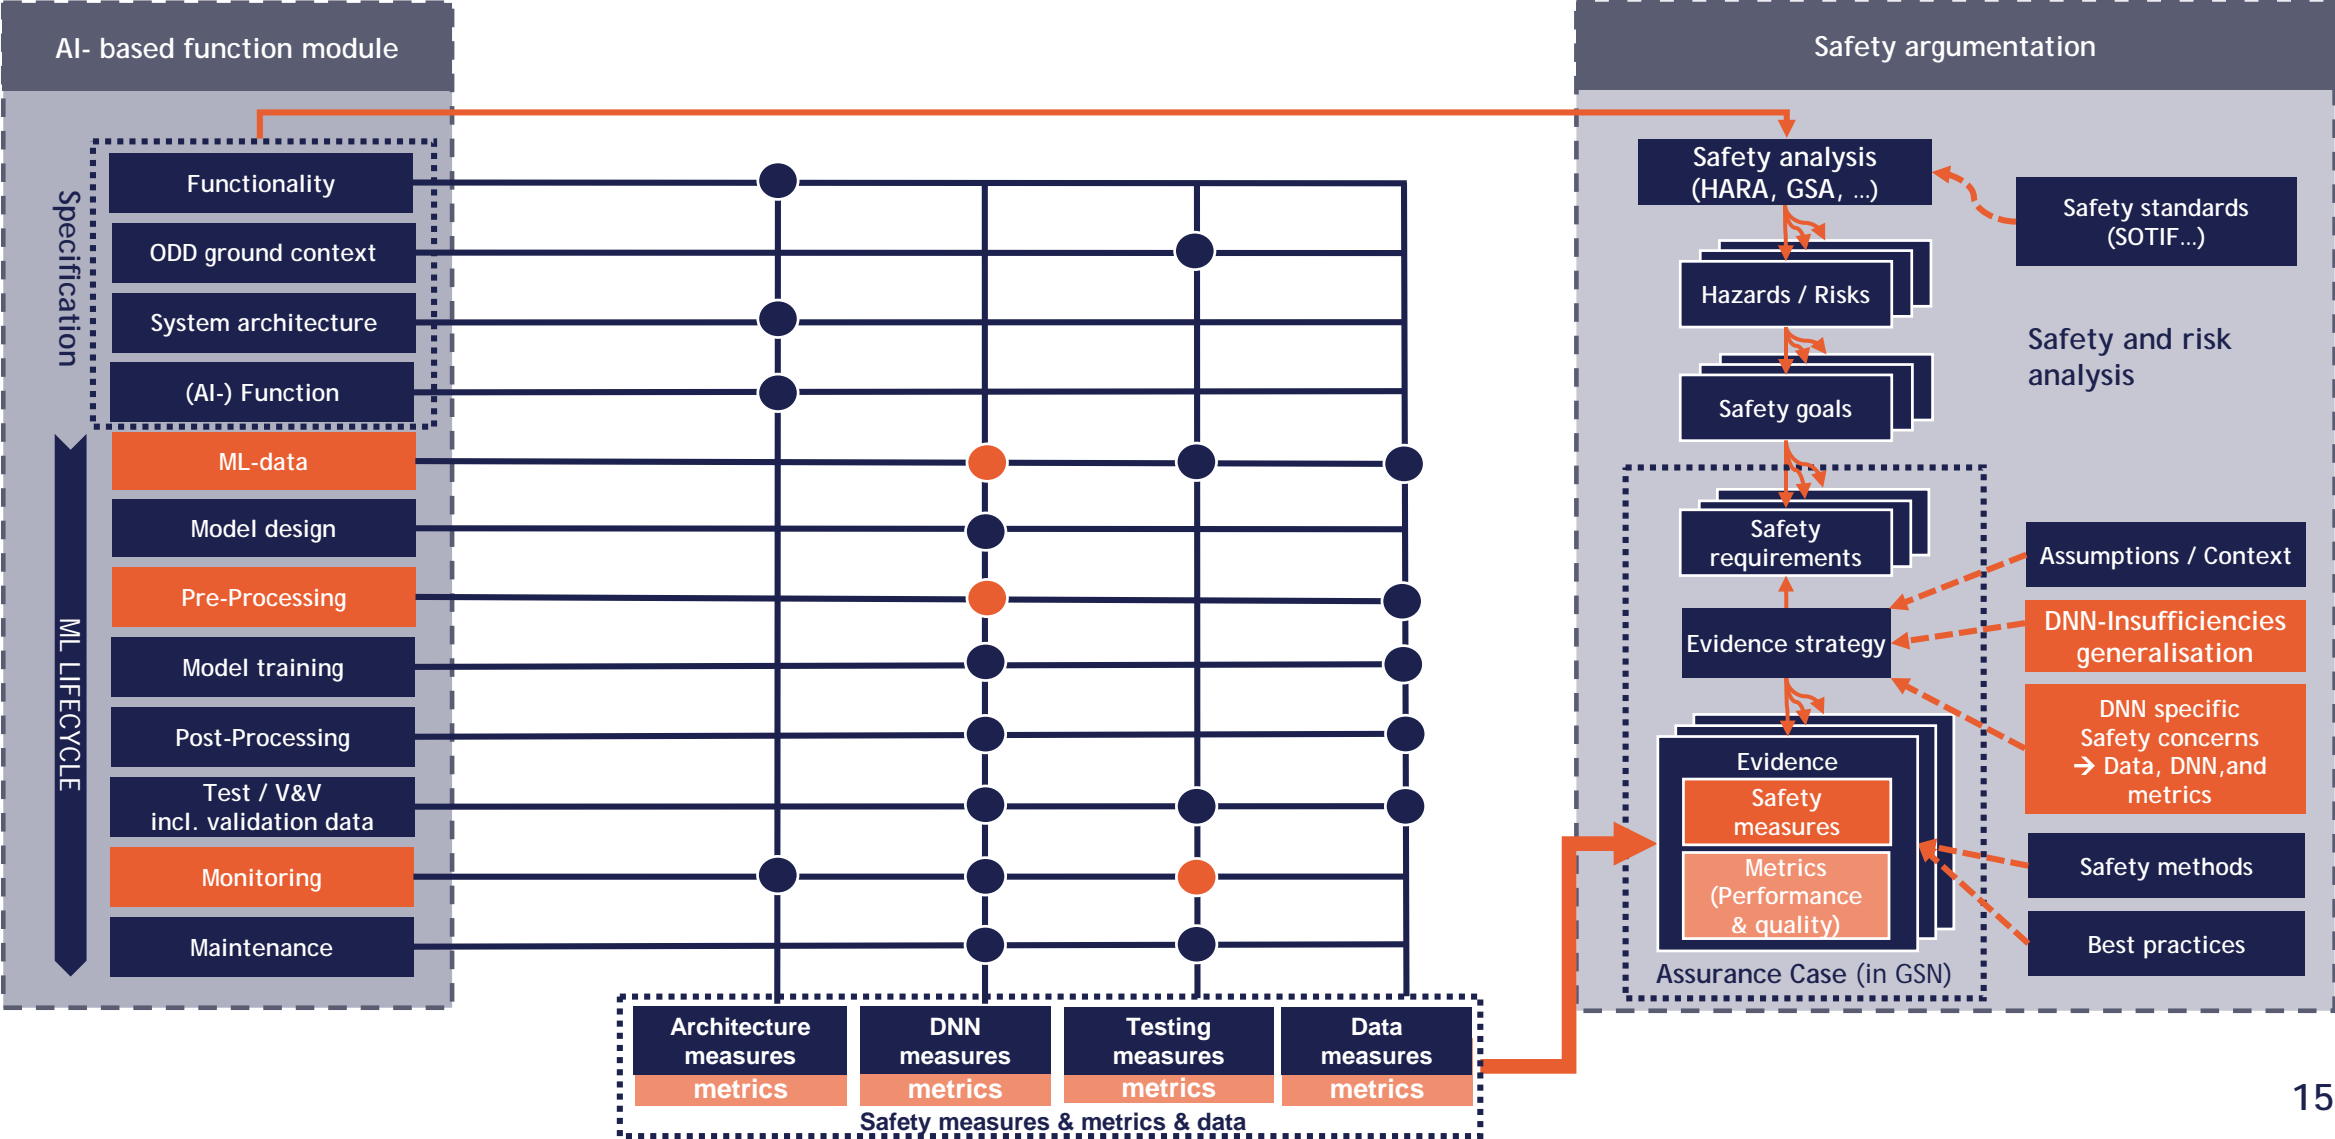 AI- based function module
Specification
Functionality
ODD ground context
System architecture
(AI-) Function
ML LIFECYCLE
ML-data
Model design
Pre-Processing
Model training
Post-Processing
Test / V&V
incl. validation data
Monitoring
Maintenance
Architecture
measures
metrics
DNN
measures
metrics
Testing
measures
metrics
Data
measures
metrics
Safety measures & metrics & data
Safety argumentation
Safety analysis
(HARA, GSA, …)
Safety standards
(SOTIF…)
Hazards / Risks
Safety and risk
analysis
Safety goals
Safety
requirements
Assumptions / Context
Evidence strategy
DNN-Insufficiencies
generalisation
DNN specific
Safety concerns
→ Data, DNN,and
metrics
Evidence
Safety
measures
Metrics
(Performance
& quality)
Safety methods
Best practices
Assurance Case (in GSN)
15